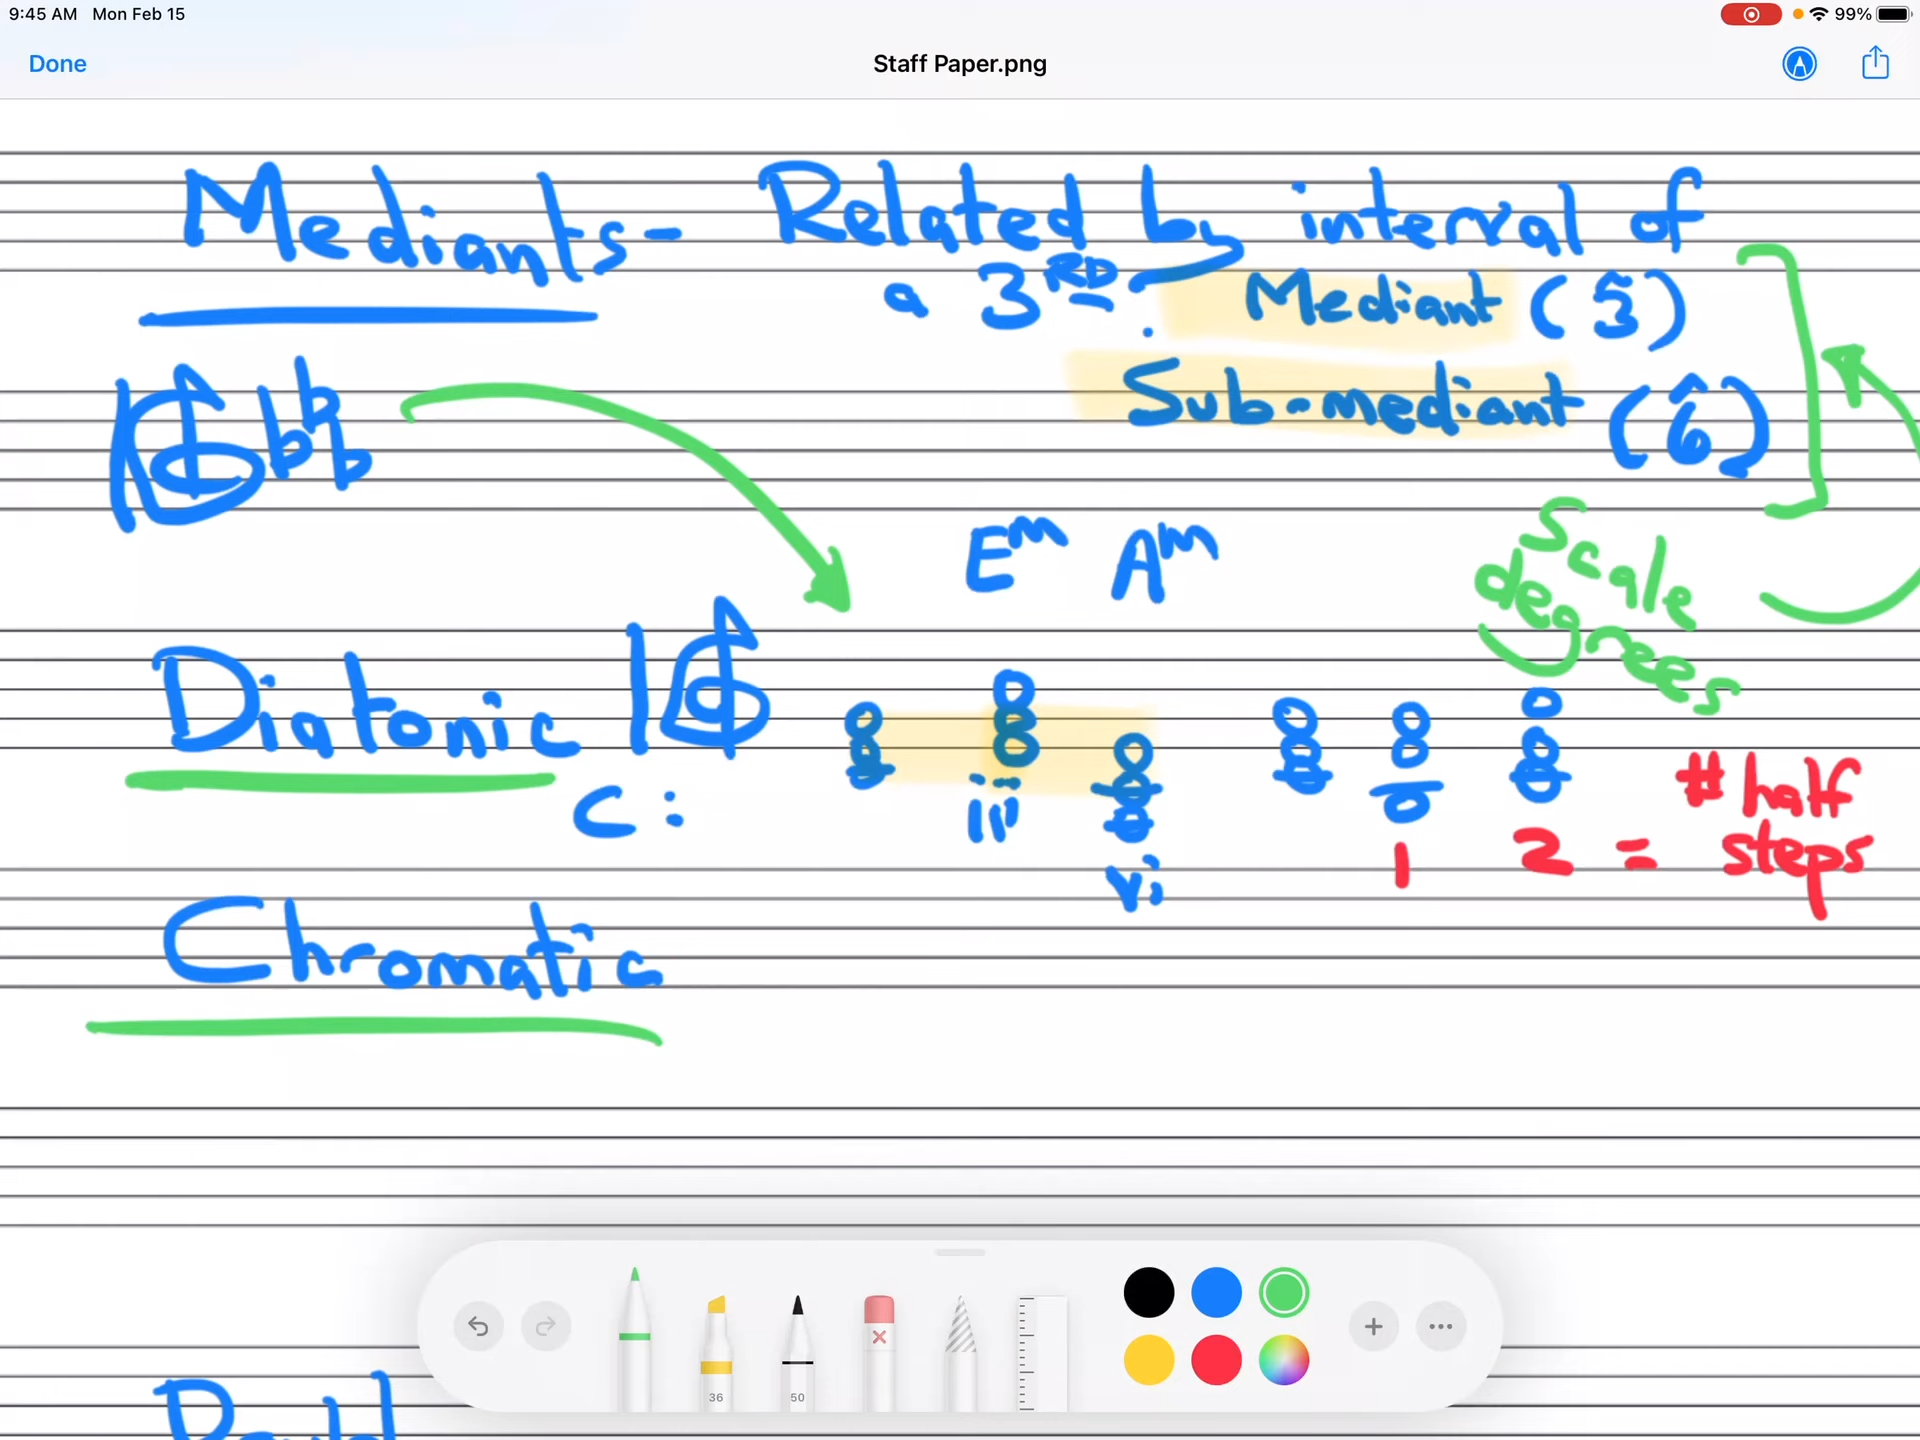 9:45 AM Mon Feb 15
99%
Done
Staff Paper.png
Mediants- Related by interval of
a 3RD. Mediant (3̂)
Sub-mediant (6̂)
Em Am
Scale
degrees
Diatonic
C: iii
vi
# half
1 2 = steps
Chromatic
36
50